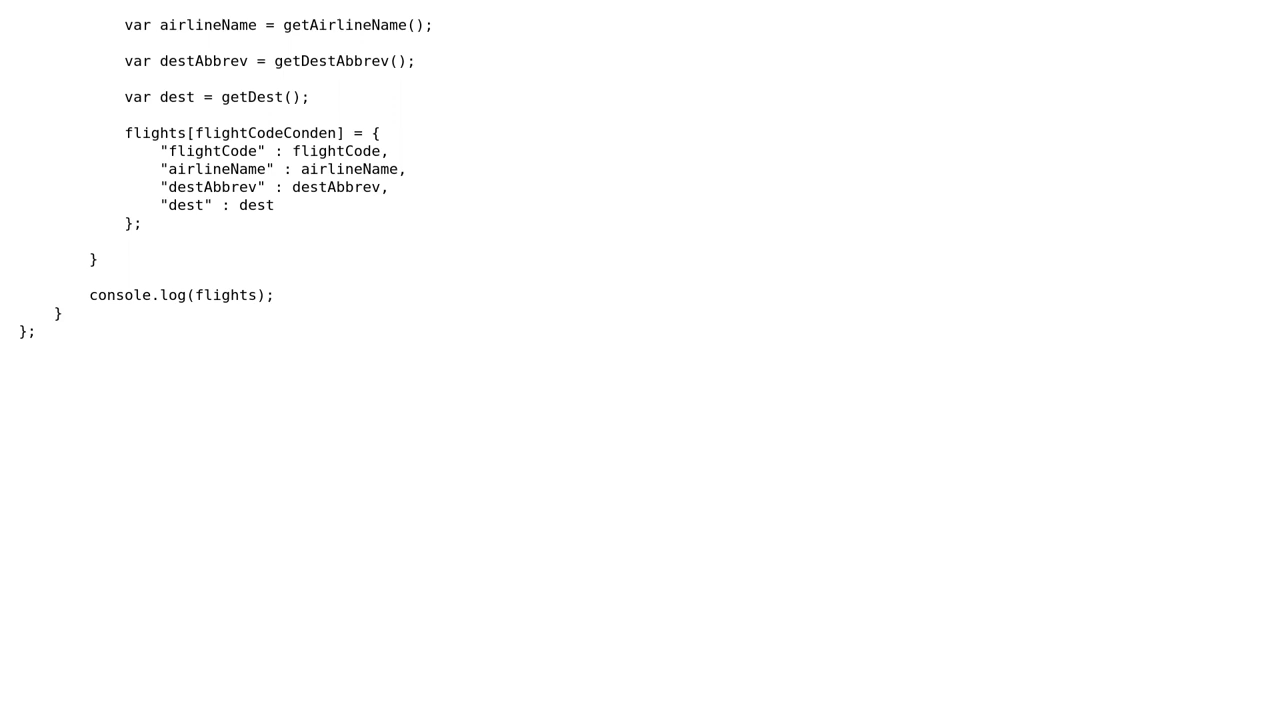 var airlineName = getAirlineName();

            var destAbbrev = getDestAbbrev();

            var dest = getDest();

            flights[flightCodeConden] = {
                "flightCode" : flightCode,
                "airlineName" : airlineName,
                "destAbbrev" : destAbbrev,
                "dest" : dest
            };

        }

        console.log(flights);
    }
};